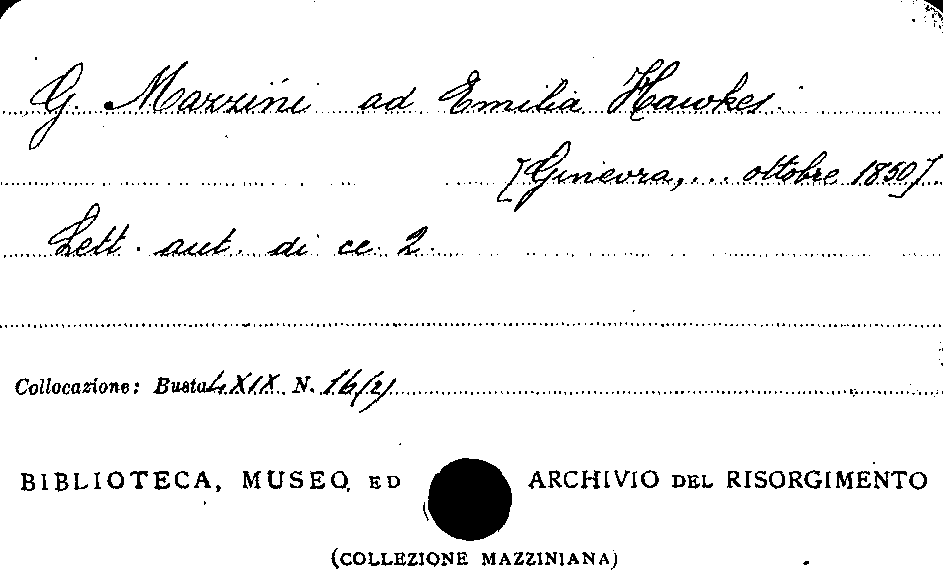 G. Mazzini ad Emilia Hawkes.
[Ginevra, ... ottobre 1850]
Lett. aut. di cc. 2.
Collocazione: Busta LXIX N. 16/2)
BIBLIOTECA, MUSEO, ED ARCHIVIO DEL RISORGIMENTO
(COLLEZIONE MAZZINIANA)